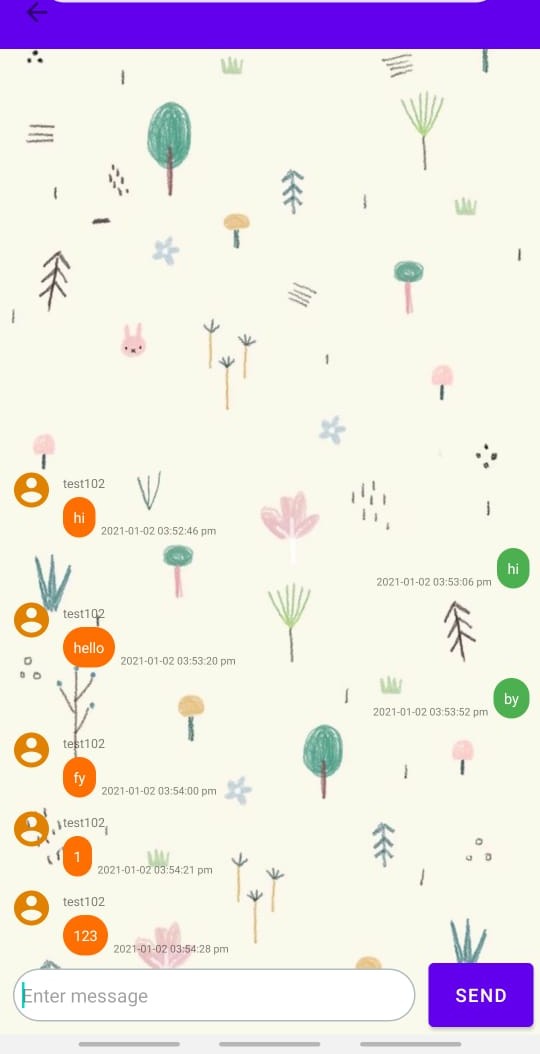 test102
hi
2021-01-02 03:52:46 pm
hi
2021-01-02 03:53:06 pm
test102
hello
2021-01-02 03:53:20 pm
by
2021-01-02 03:53:52 pm
test102
fy
2021-01-02 03:54:00 pm
test102
1
2021-01-02 03:54:21 pm
test102
123
2021-01-02 03:54:28 pm
Enter message
SEND